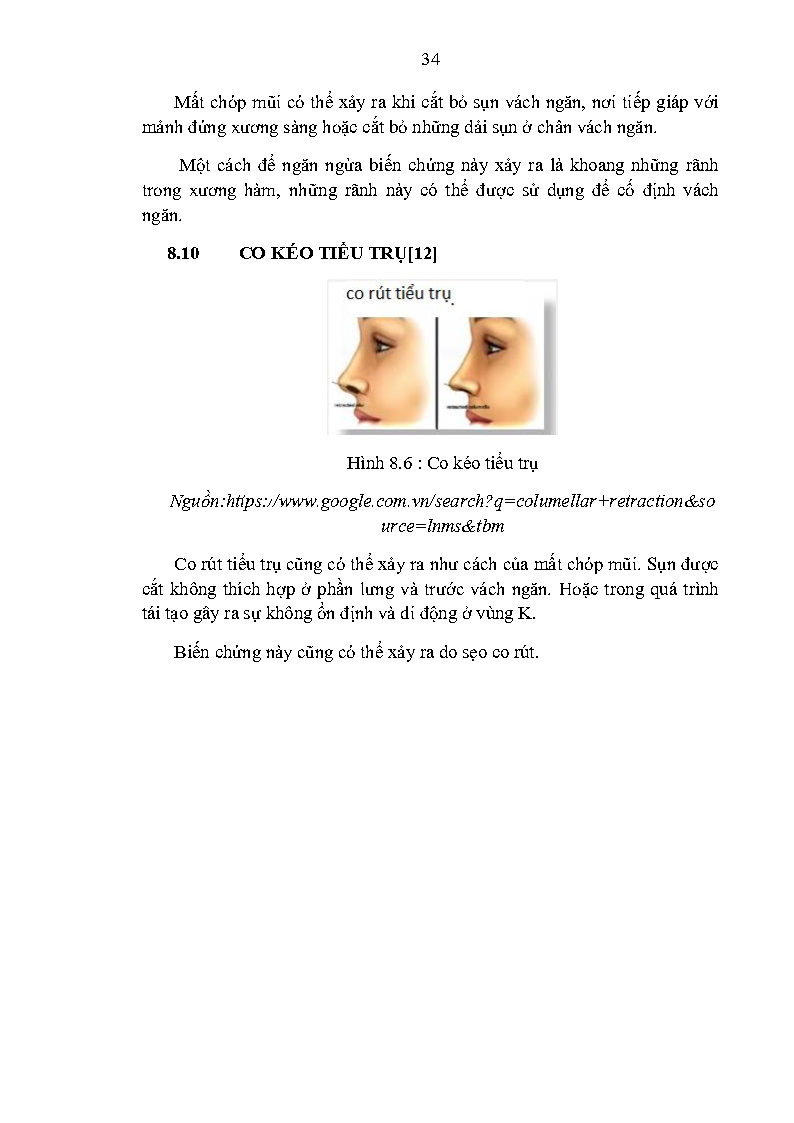 34
Mất chóp mũi có thể xảy ra khi cắt bỏ sụn vách ngăn, nơi tiếp giáp với
mảnh đứng xương sàng hoặc cắt bỏ những dải sụn ở chân vách ngăn.
Một cách để ngăn ngừa biến chứng này xảy ra là khoang những rãnh
trong xương hàm, những rãnh này có thể được sử dụng để cố định vách
ngăn.
8.10 CO KÉO TIỂU TRỤ[12]
co rút tiểu trụ.
retracted columella
Hình 8.6 : Co kéo tiểu trụ
Nguồn:https://www.google.com.vn/search?q=columellar+retraction&so
urce=lnms&tbm
Co rút tiểu trụ cũng có thể xảy ra như cách của mất chóp mũi. Sụn được
cắt không thích hợp ở phần lưng và trước vách ngăn. Hoặc trong quá trình
tái tạo gây ra sự không ổn định và di động ở vùng K.
Biến chứng này cũng có thể xảy ra do sẹo co rút.